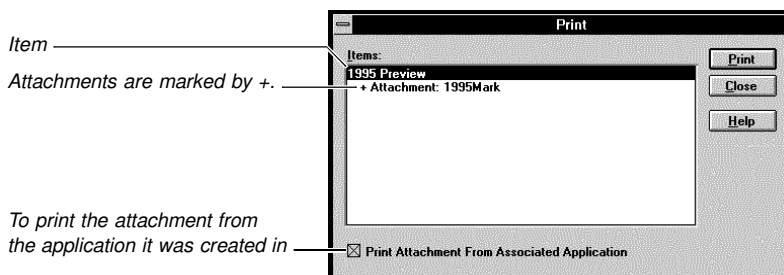 Print
Item
Items:
Print
1995 Preview
Attachments are marked by +.
+ Attachment: 1995Mark
Close
Help
To print the attachment from
the application it was created in
Print Attachment From Associated Application